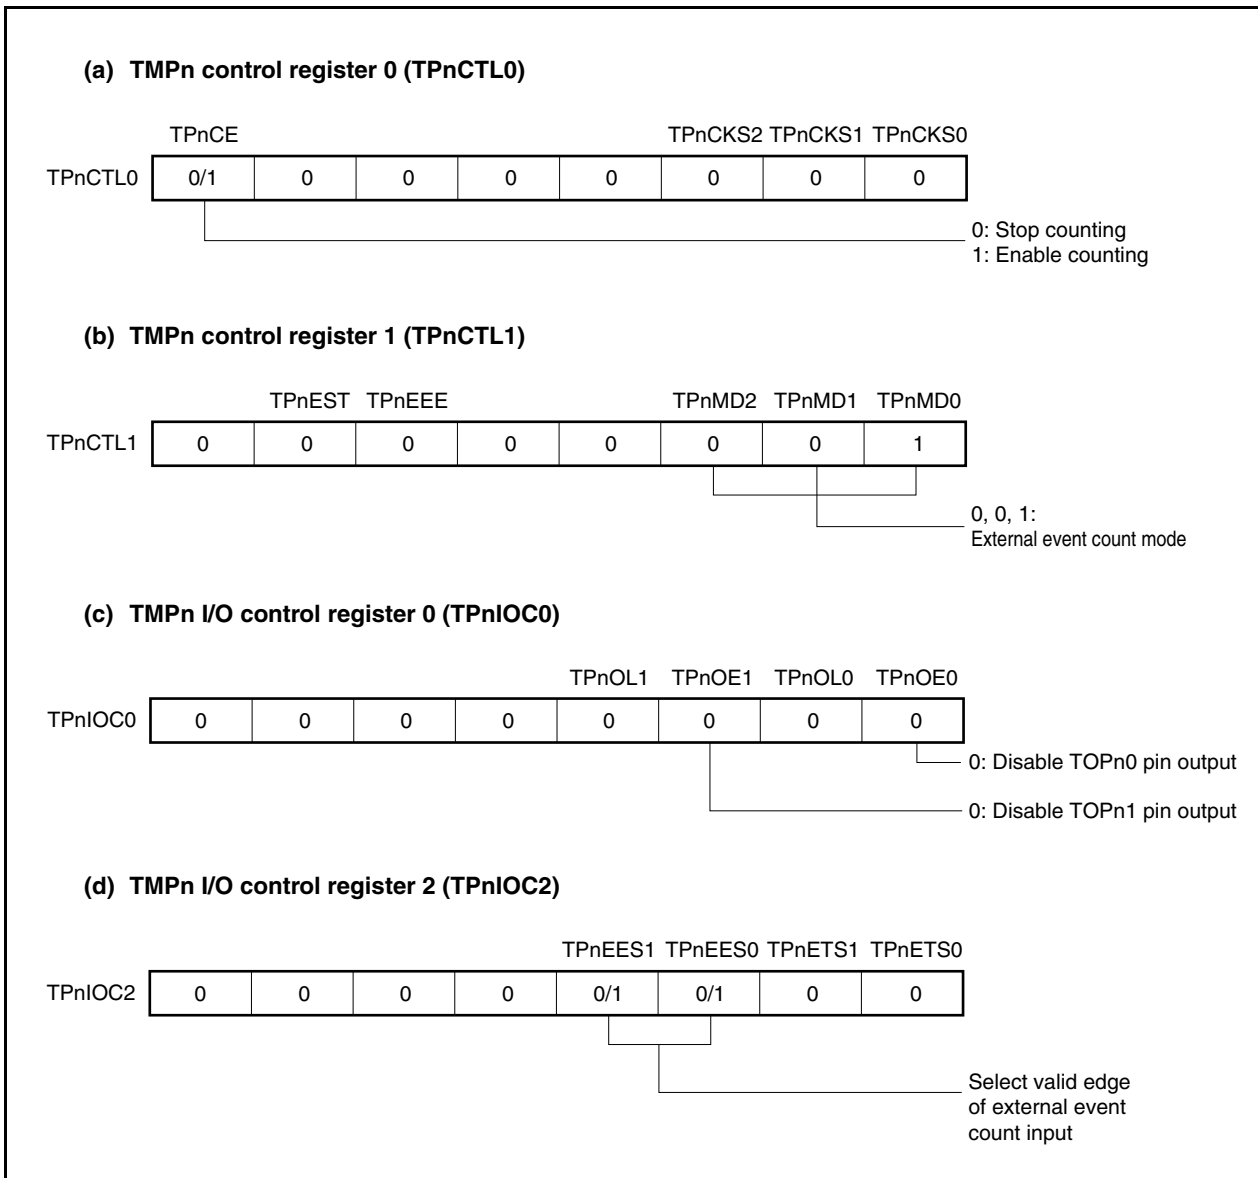 (a) TMPn control register 0 (TPnCTL0)
TPnCE TPnCKS2 TPnCKS1 TPnCKS0
TPnCTL0 0/1 0 0 0 0 0 0 0
0: Stop counting
1: Enable counting
(b) TMPn control register 1 (TPnCTL1)
TPnEST TPnEEE TPnMD2 TPnMD1 TPnMD0
TPnCTL1 0 0 0 0 0 0 0 1
0, 0, 1:
External event count mode
(c) TMPn I/O control register 0 (TPnIOC0)
TPnOL1 TPnOE1 TPnOL0 TPnOE0
TPnIOC0 0 0 0 0 0 0 0 0
0: Disable TOPn0 pin output
0: Disable TOPn1 pin output
(d) TMPn I/O control register 2 (TPnIOC2)
TPnEES1 TPnEES0 TPnETS1 TPnETS0
TPnIOC2 0 0 0 0 0/1 0/1 0 0
Select valid edge
of external event
count input